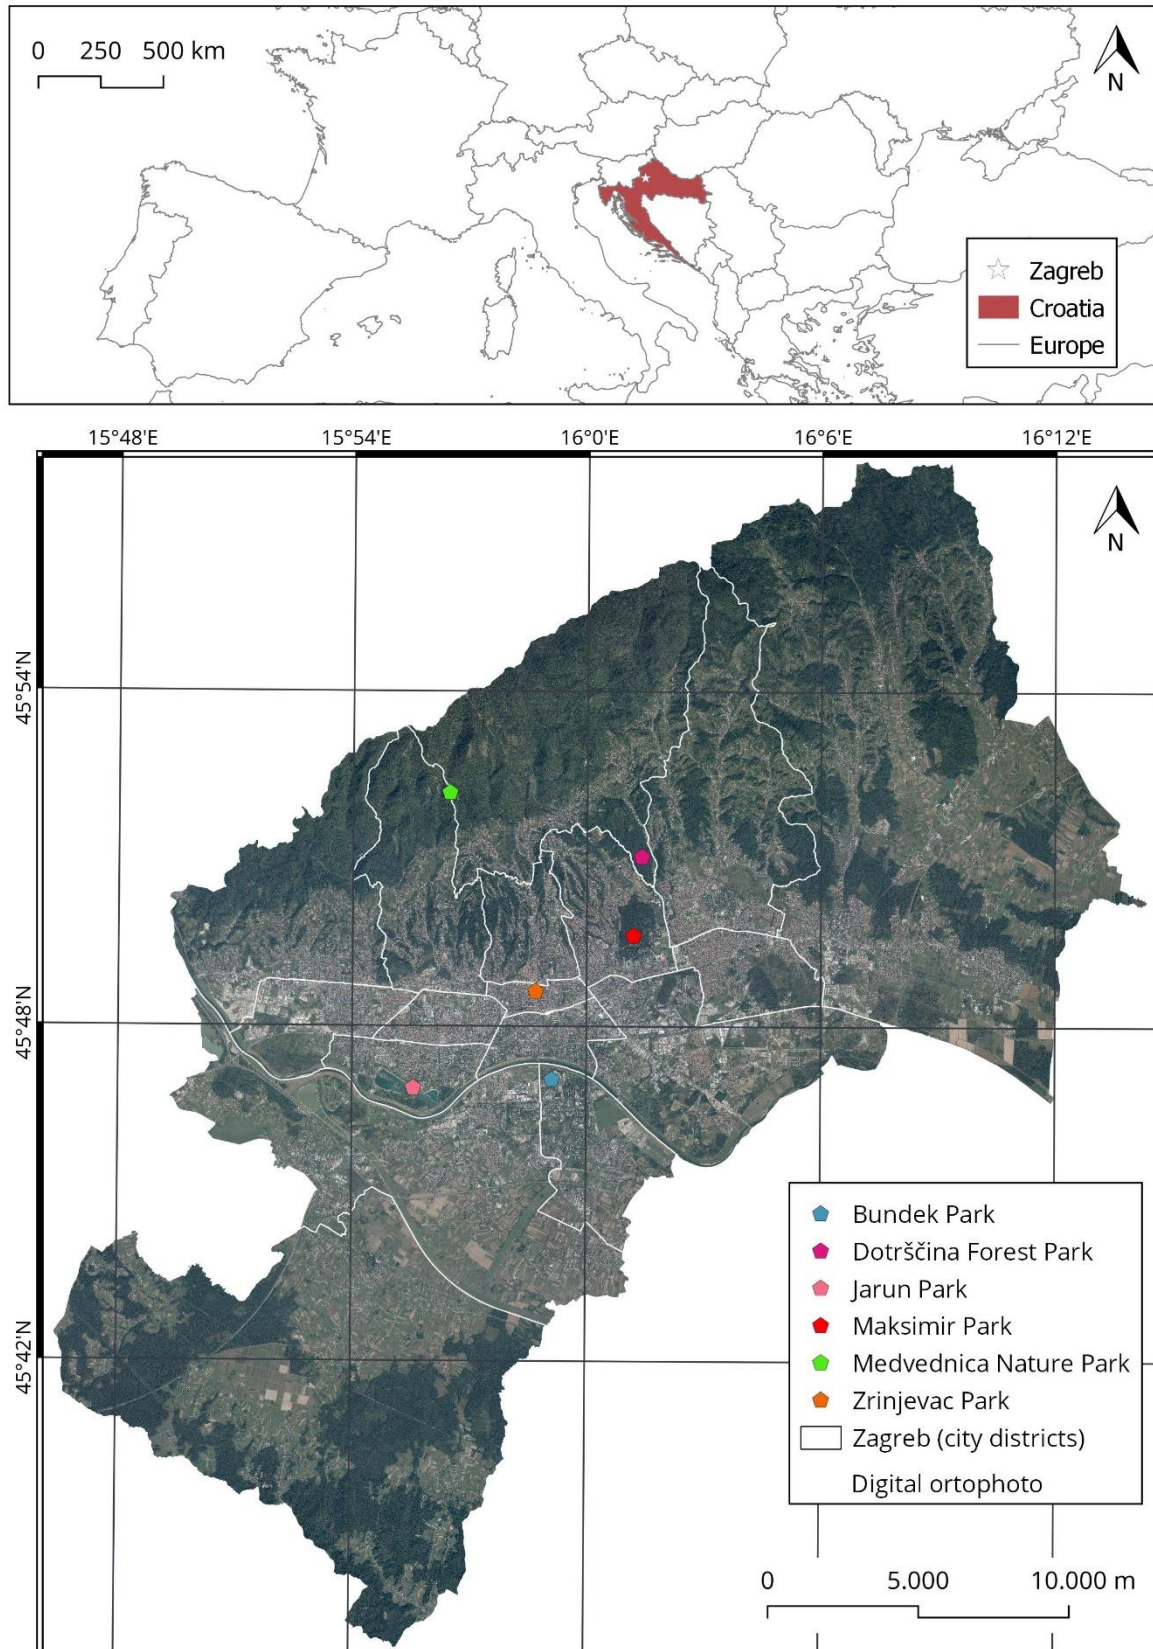 0 250 500 km
N
Zagreb
Croatia
Europe
15°48'E 15°54'E 16°0'E 16°6'E 16°12'E
N
45°54'N
45°48'N
45°42'N
Bundek Park
Dotrščina Forest Park
Jarun Park
Maksimir Park
Medvednica Nature Park
Zrinjevac Park
Zagreb (city districts)
Digital ortophoto
0 5.000 10.000 m